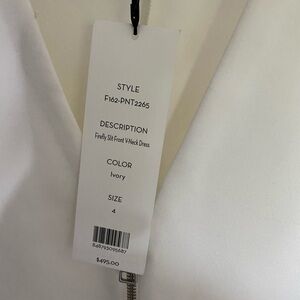 STYLE
F162-PNT2265
DESCRIPTION
Firefly Slit Front V-Neck Dress
COLOR
Ivory
SIZE
4
$495.00